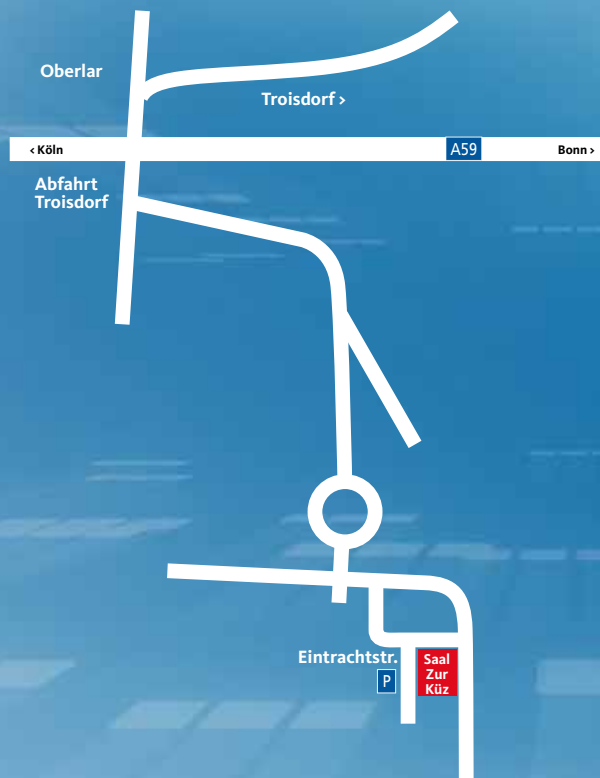 Oberlar
Troisdorf >
< Köln
A59
Bonn >
Abfahrt
Troisdorf
Eintrachtstr.
P
Saal
Zur
Küz